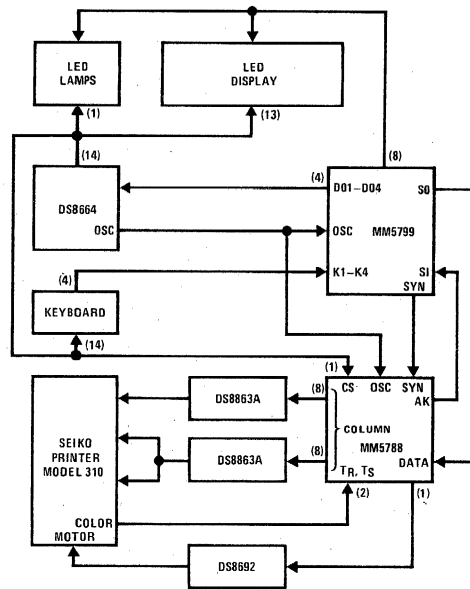 LED
LAMPS
LED
DISPLAY
(1)
(13)
(14)
(8)
(4)
DO1–DO4
SO
DS8664
OSC
OSC
MM5799
(4)
K1–K4
SI
SYN
KEYBOARD
(14)
(1)
CS
OSC
SYN
AK
(8)
DS8863A
COLUMN
MM5788
SEIKO
PRINTER
MODEL 310
DS8863A
(8)
DATA
TR, TS
(2)
(1)
COLOR
MOTOR
DS8692